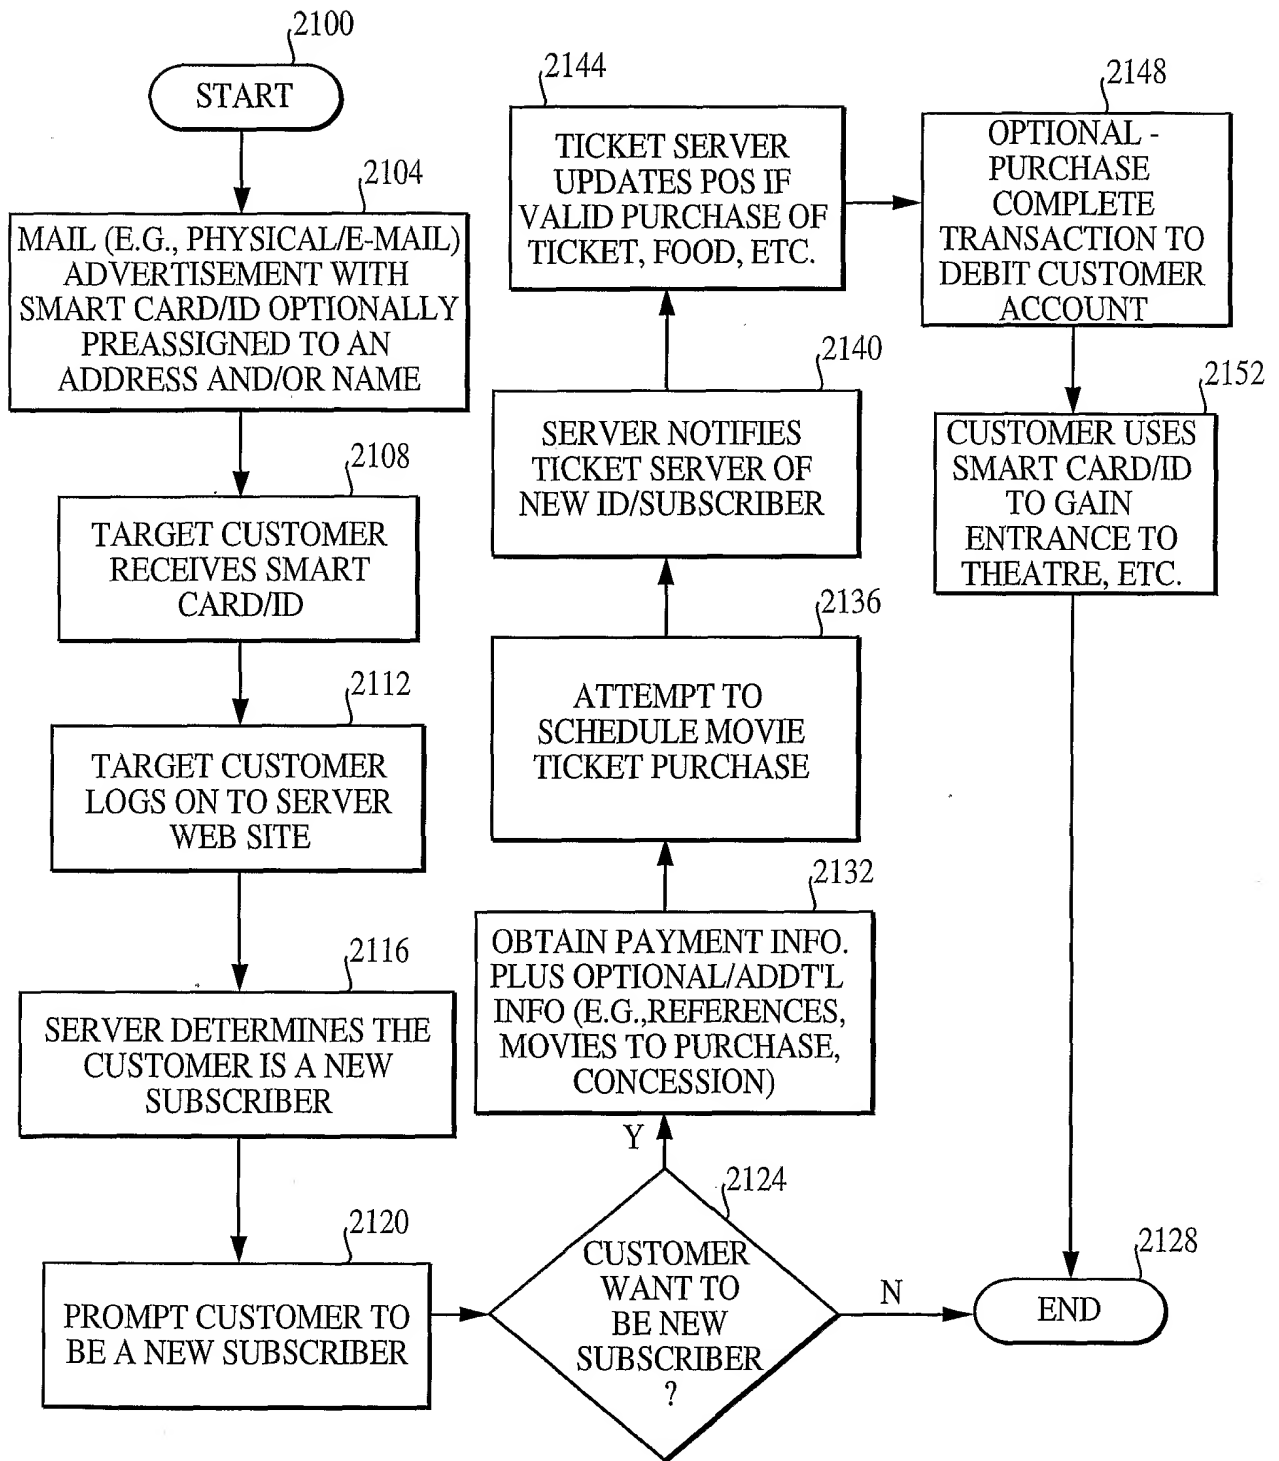 2100
START
2104
MAIL (E.G., PHYSICAL/E-MAIL)
ADVERTISEMENT WITH
SMART CARD/ID OPTIONALLY
PREASSIGNED TO AN
ADDRESS AND/OR NAME
2108
TARGET CUSTOMER
RECEIVES SMART
CARD/ID
2112
TARGET CUSTOMER
LOGS ON TO SERVER
WEB SITE
2116
SERVER DETERMINES THE
CUSTOMER IS A NEW
SUBSCRIBER
2120
PROMPT CUSTOMER TO
BE A NEW SUBSCRIBER
2124
CUSTOMER
WANT TO
BE NEW
SUBSCRIBER
?
Y
N
2128
END
2132
OBTAIN PAYMENT INFO.
PLUS OPTIONAL/ADDT'L
INFO (E.G.,REFERENCES,
MOVIES TO PURCHASE,
CONCESSION)
2136
ATTEMPT TO
SCHEDULE MOVIE
TICKET PURCHASE
2140
SERVER NOTIFIES
TICKET SERVER OF
NEW ID/SUBSCRIBER
2144
TICKET SERVER
UPDATES POS IF
VALID PURCHASE OF
TICKET, FOOD, ETC.
2148
OPTIONAL -
PURCHASE
COMPLETE
TRANSACTION TO
DEBIT CUSTOMER
ACCOUNT
2152
CUSTOMER USES
SMART CARD/ID
TO GAIN
ENTRANCE TO
THEATRE, ETC.